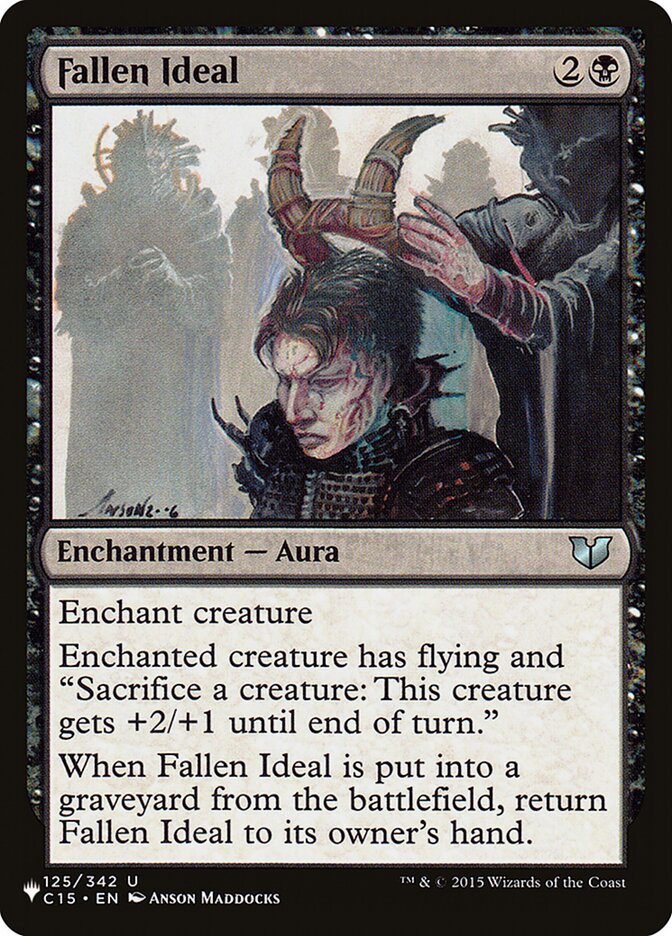 Fallen Ideal 2
Enchantment — Aura
Enchant creature
Enchanted creature has flying and
“Sacrifice a creature: This creature
gets +2/+1 until end of turn.”
When Fallen Ideal is put into a
graveyard from the battlefield, return
Fallen Ideal to its owner’s hand.
125/342 U
C15 • EN Anson Maddocks
™ & © 2015 Wizards of the Coast